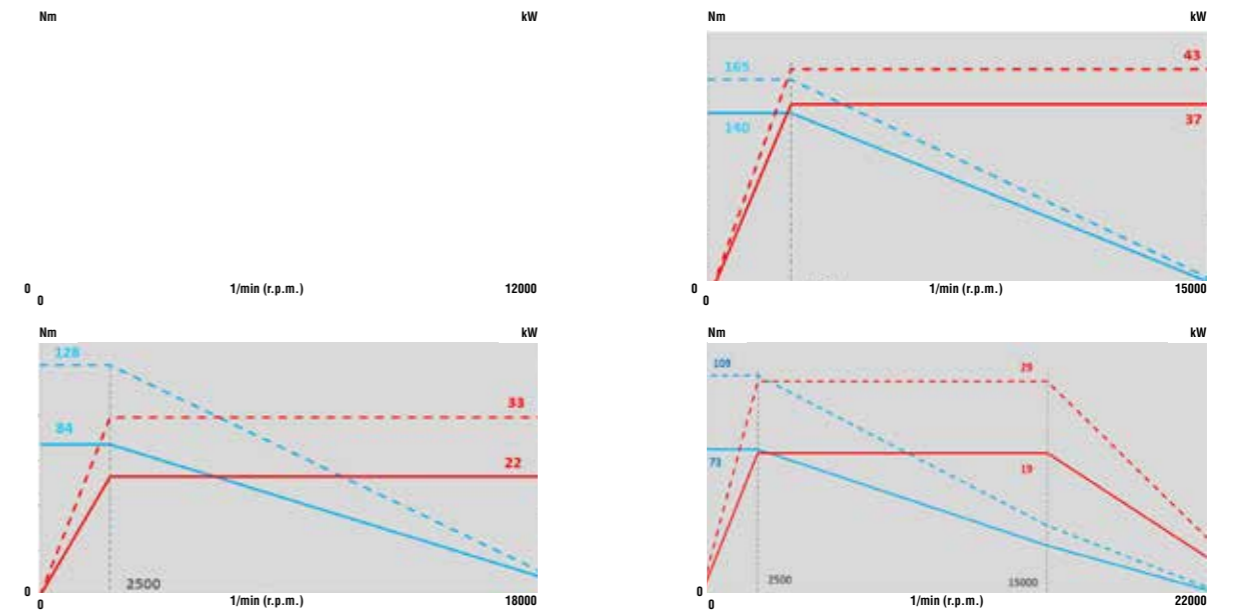 Nm kW
0 1/min (r.p.m.) 12000
0
Nm kW
165 43
140 37
0 1/min (r.p.m.) 15000
0
Nm kW
128
33
84
22
2500
0 1/min (r.p.m.) 18000
0
Nm kW
109 29
73 19
2500 15000
0 1/min (r.p.m.) 22000
0